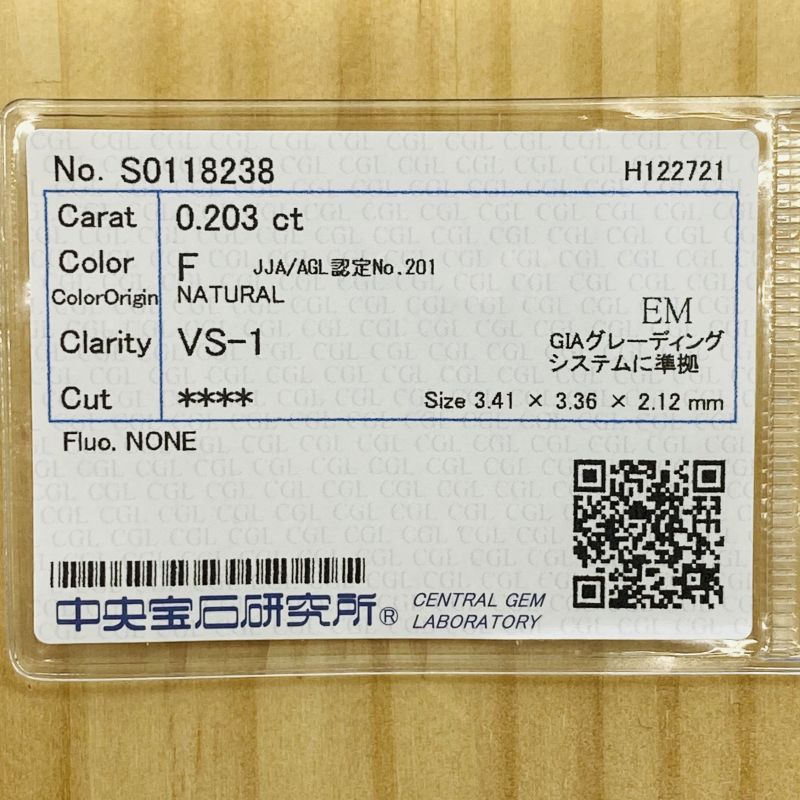 No. S0118238 H122721
Carat 0.203 ct
Color F JJA/AGL認定No.201
ColorOrigin NATURAL
EM
Clarity VS-1 GIAグレーディング
システムに準拠
Cut **** Size 3.41 × 3.36 × 2.12 mm
Fluo. NONE
中央宝石研究所® CENTRAL GEM
LABORATORY